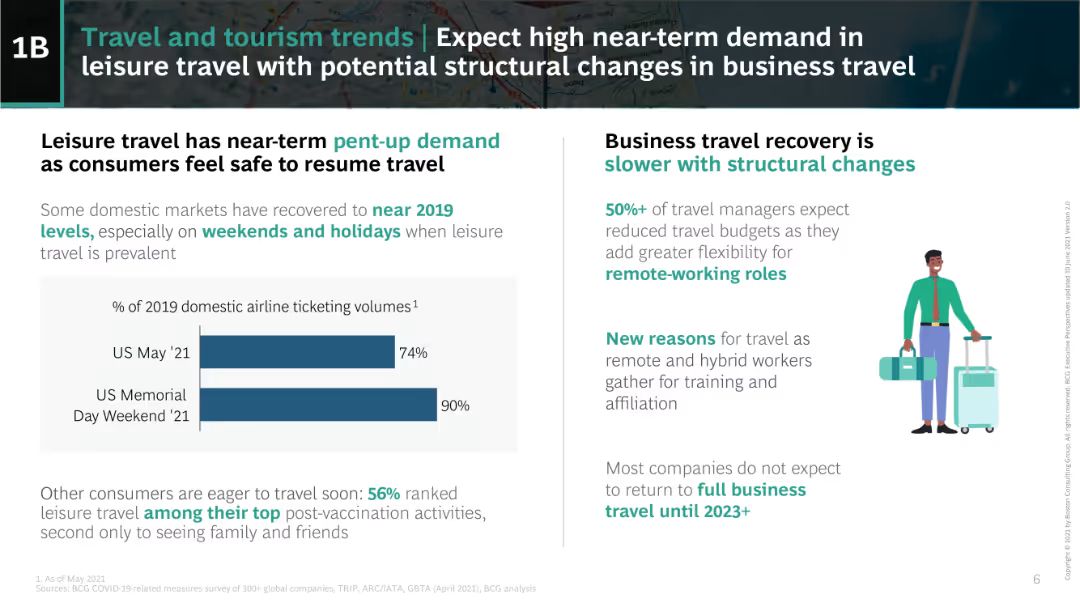 1B
Travel and tourism trends | Expect high near-term demand in
leisure travel with potential structural changes in business travel
Leisure travel has near-term pent-up demand
as consumers feel safe to resume travel
Some domestic markets have recovered to near 2019
levels, especially on weekends and holidays when leisure
travel is prevalent
% of 2019 domestic airline ticketing volumes¹
US May '21
74%
US Memorial
Day Weekend '21
90%
Other consumers are eager to travel soon: 56% ranked
leisure travel among their top post-vaccination activities,
second only to seeing family and friends
Business travel recovery is
slower with structural changes
50%+ of travel managers expect
reduced travel budgets as they
add greater flexibility for
remote-working roles
New reasons for travel as
remote and hybrid workers
gather for training and
affiliation
Most companies do not expect
to return to full business
travel until 2023+
1. As of May 2021
Sources: BCG COVID-19-related measures survey of 300+ global companies, TRIP, ARC/IATA, GBTA (April 2021), BCG analysis
6
Copyright © 2021 by Boston Consulting Group. All rights reserved. BCG Executive Perspectives updated 10 June 2021 Version 2.0